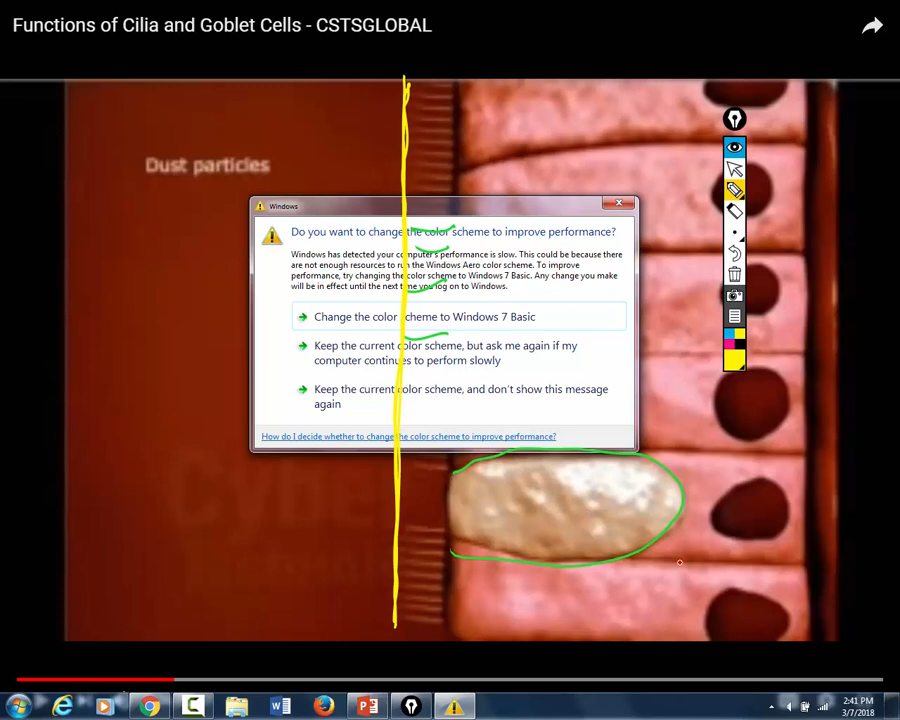 Functions of Cilia and Goblet Cells - CSTSGLOBAL
Dust particles
Windows
Do you want to change the color scheme to improve performance?
Windows has detected your computer's performance is slow. This could be because
there are not enough resources to run the Windows Aero color scheme. To improve
performance, try changing the color scheme to Windows 7 Basic. Any change you make
will be in effect until the next time you log on to Windows.
Change the color scheme to Windows 7 Basic
Keep the current color scheme, but ask me again if my
computer continues to perform slowly
Keep the current color scheme, and don't show this message
again
How do I decide whether to change the color scheme to improve performance?
Cyber
2:41 PM
3/7/2018